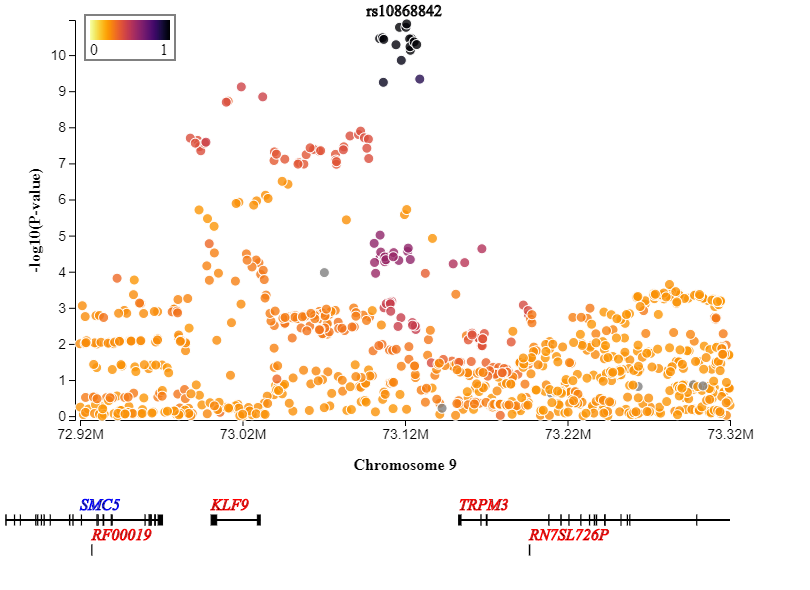 rs10868842
0 1
10
9
8
7
6
5
4
3
2
1
0
-log10(P-value)
72.92M 73.02M 73.12M 73.22M 73.32M
Chromosome 9
SMC5 KLF9 TRPM3
RF00019 RN7SL726P